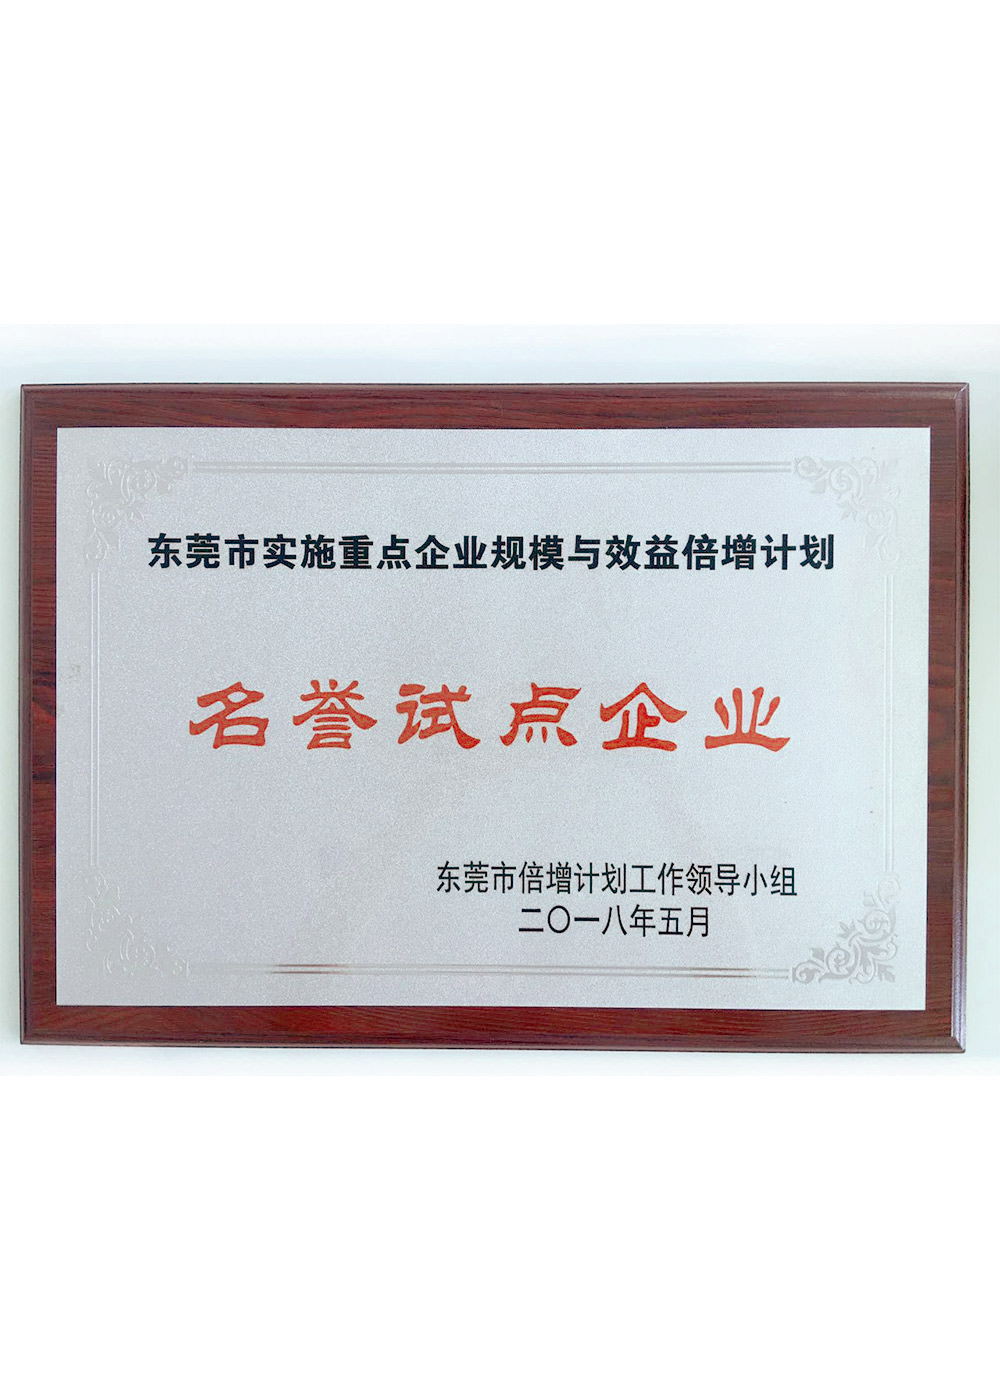 东莞市实施重点企业规模与效益倍增计划
名誉试点企业
东莞市倍增计划工作领导小组
二〇一八年五月